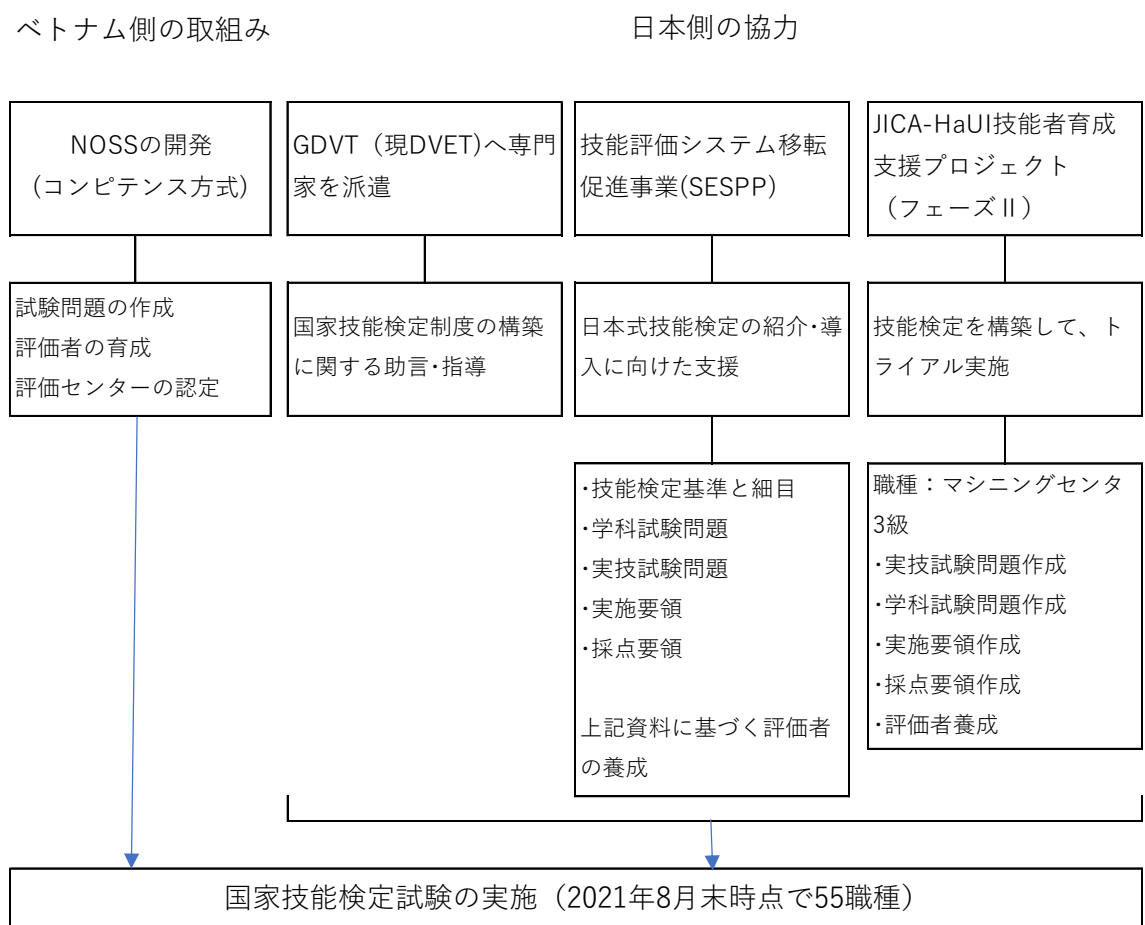 ベトナム側の取組み
日本側の協力
NOSSの開発
(コンピテンス方式)
GDVT（現DVET)へ専門
家を派遣
技能評価システム移転
促進事業(SESPP)
JICA-HaUI技能者育成
支援プロジェクト
（フェーズⅡ）
試験問題の作成
評価者の育成
評価センターの認定
国家技能検定制度の構築
に関する助言･指導
日本式技能検定の紹介･導
入に向けた支援
技能検定を構築して、ト
ライアル実施
･技能検定基準と細目
･学科試験問題
･実技試験問題
･実施要領
･採点要領
上記資料に基づく評価者
の養成
職種：マシニングセンタ
3級
･実技試験問題作成
･学科試験問題作成
･実施要領作成
･採点要領作成
･評価者養成
国家技能検定試験の実施（2021年8月末時点で55職種）